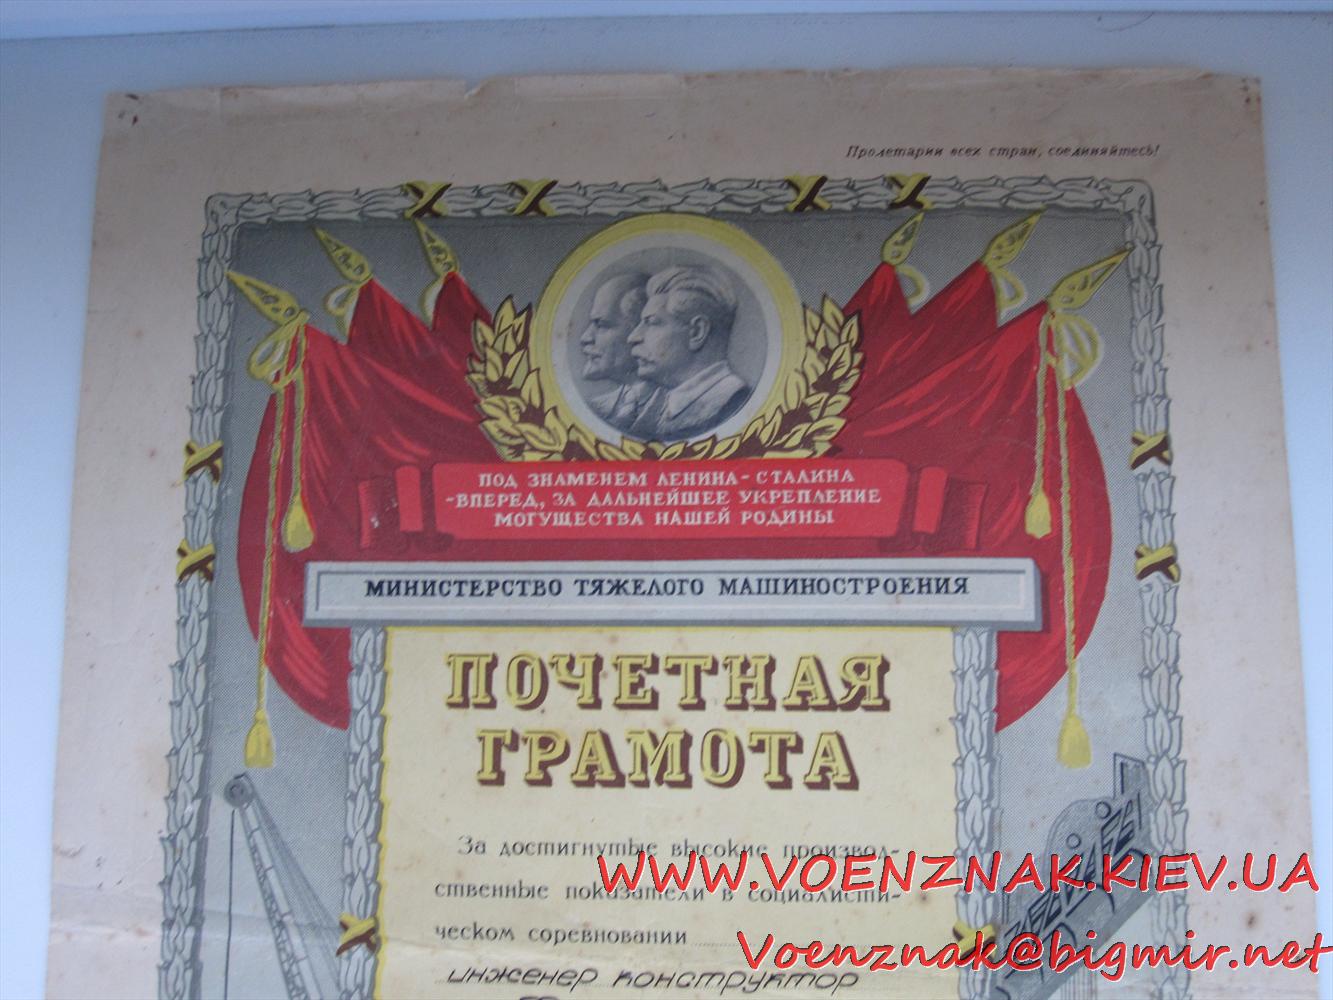 Пролетарии всех стран, соединяйтесь!
ПОД ЗНАМЕНЕМ ЛЕНИНА - СТАЛИНА
-ВПЕРЕД, ЗА ДАЛЬНЕЙШЕЕ УКРЕПЛЕНИЕ
МОГУЩЕСТВА НАШЕЙ РОДИНЫ
МИНИСТЕРСТВО ТЯЖЕЛОГО МАШИНОСТРОЕНИЯ
ПОЧЕТНАЯ
ГРАМОТА
За достигнутые высокие производ-
ственные показатели в социалисти-
ческом соревновании
инженер конструктор
WWW.VOENZNAK.KIEV.UA
Voenznak@bigmir.net